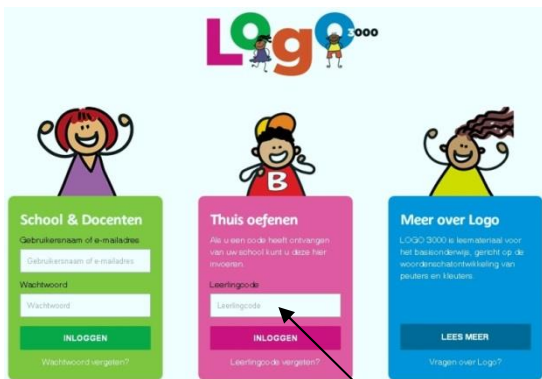 Logo 3000
B
School & Docenten
Gebruikersnaam of e-mailadres
Gebruikersnaam of e-mailadres
Wachtwoord
Wachtwoord
INLOGGEN
Wachtwoord vergeten?
Thuis oefenen
Als u een code heeft ontvangen
van uw school kunt u deze hier
invoeren.
Leerlingcode
Leerlingcode
INLOGGEN
Leerlingcode vergeten?
Meer over Logo
LOGO 3000 is leesmateriaal voor
het basisonderwijs, gericht op de
woordenschatontwikkeling van
peuters en kleuters.
LEES MEER
Vragen over Logo?